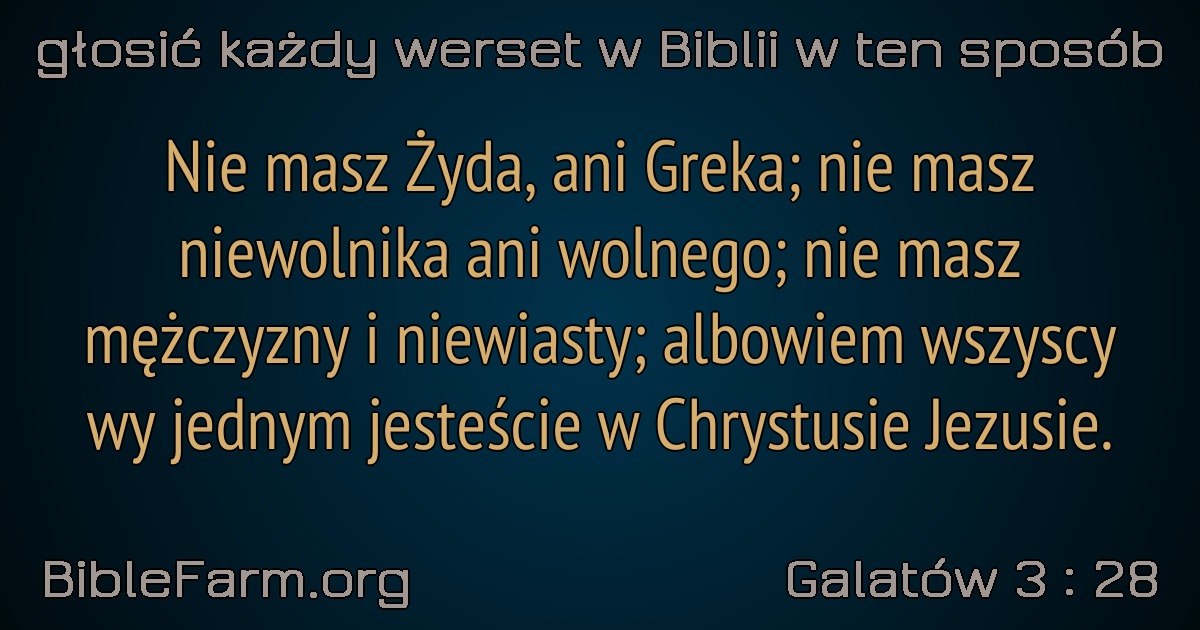 głosić każdy werset w Biblii w ten sposób
Nie masz Żyda, ani Greka; nie masz
niewolnika ani wolnego; nie masz
mężczyzny i niewiasty; albowiem wszyscy
wy jednym jesteście w Chrystusie Jezusie.
BibleFarm.org
Galatów 3 : 28